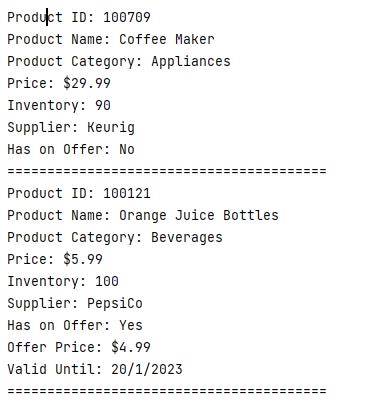 Product ID: 100709
Product Name: Coffee Maker
Product Category: Appliances
Price: $29.99
Inventory: 90
Supplier: Keurig
Has on Offer: No
========================================
Product ID: 100121
Product Name: Orange Juice Bottles
Product Category: Beverages
Price: $5.99
Inventory: 100
Supplier: PepsiCo
Has on Offer: Yes
Offer Price: $4.99
Valid Until: 20/1/2023
========================================